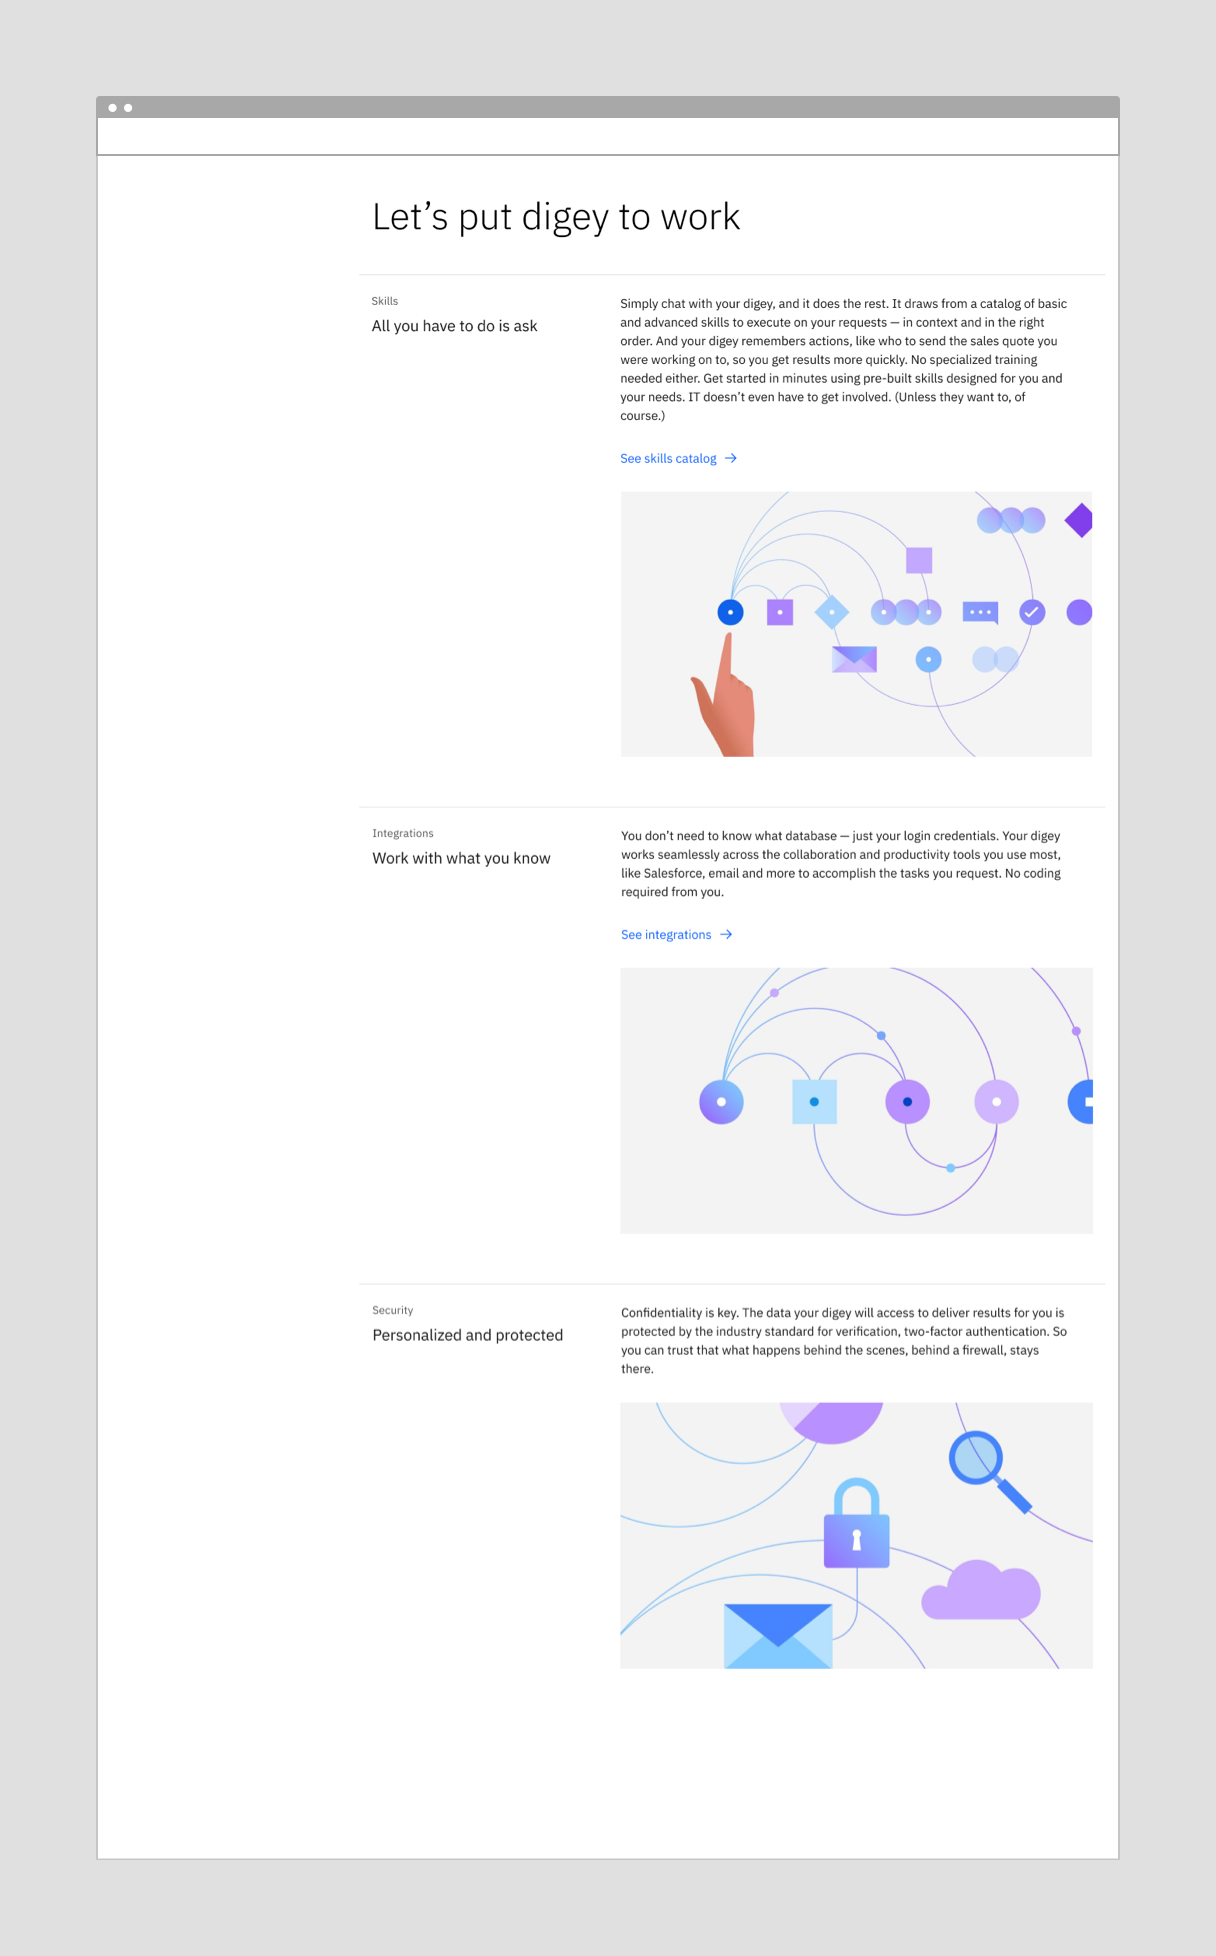 Let’s put digey to work
Skills
All you have to do is ask
Simply chat with your digey, and it does the rest. It draws from a catalog of basic
and advanced skills to execute on your requests — in context and in the right
order. And your digey remembers actions, like who to send the sales quote you
were working on to, so you get results more quickly. No specialized training
needed either. Get started in minutes using pre-built skills designed for you and
your needs. IT doesn’t even have to get involved. (Unless they want to, of
course.)
See skills catalog →
Integrations
Work with what you know
You don’t need to know what database — just your login credentials. Your digey
works seamlessly across the collaboration and productivity tools you use most,
like Salesforce, email and more to accomplish the tasks you request. No coding
required from you.
See integrations →
Security
Personalized and protected
Confidentiality is key. The data your digey will access to deliver results for you is
protected by the industry standard for verification, two-factor authentication. So
you can trust that what happens behind the scenes, behind a firewall, stays
there.